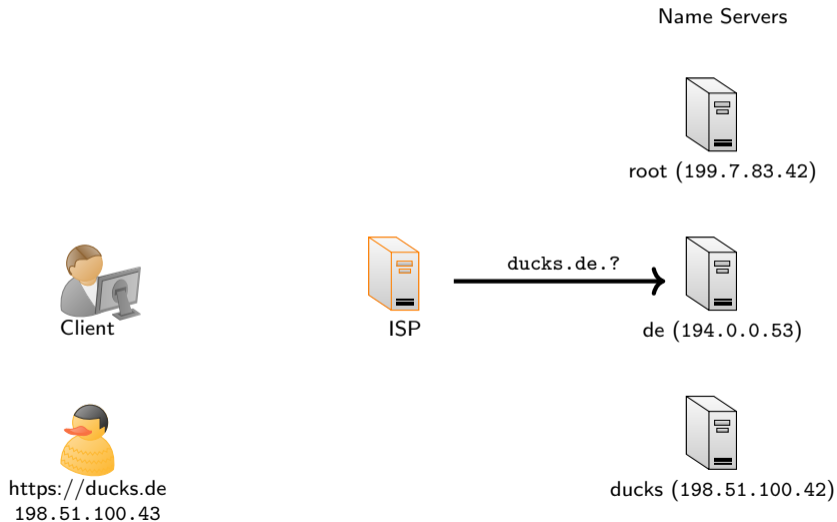 Name Servers
root (199.7.83.42)
ducks.de.?
Client
ISP
de (194.0.0.53)
https://ducks.de
198.51.100.43
ducks (198.51.100.42)